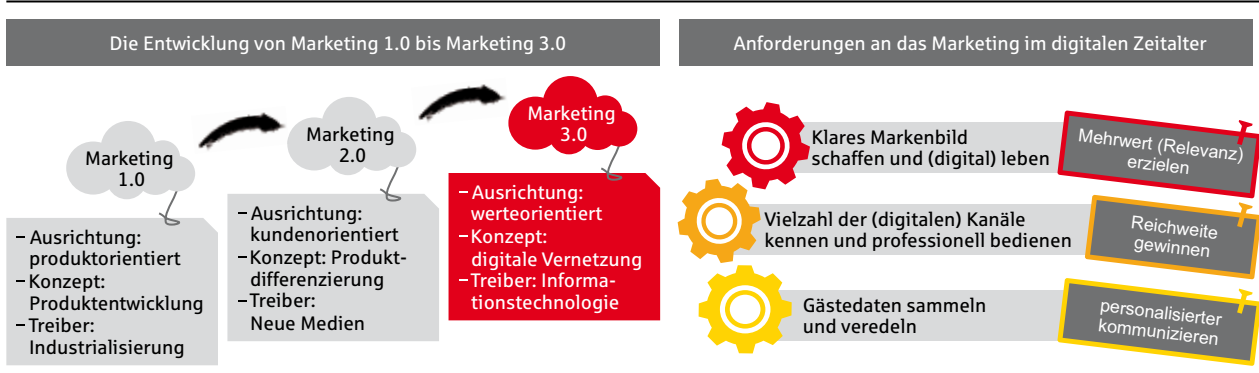 Die Entwicklung von Marketing 1.0 bis Marketing 3.0
Marketing
1.0
– Ausrichtung:
produktorientiert
– Konzept:
Produktentwicklung
– Treiber:
Industrialisierung
Marketing
2.0
– Ausrichtung:
kundenorientiert
– Konzept: Produkt-
differenzierung
– Treiber:
Neue Medien
Marketing
3.0
– Ausrichtung:
werteorientiert
– Konzept:
digitale Vernetzung
– Treiber: Informa-
tionstechnologie
Anforderungen an das Marketing im digitalen Zeitalter
Klares Markenbild
schaffen und (digital) leben
Mehrwert (Relevanz)
erzielen
Vielzahl der (digitalen) Kanäle
kennen und professionell bedienen
Reichweite
gewinnen
Gästedaten sammeln
und veredeln
personalisierter
kommunizieren